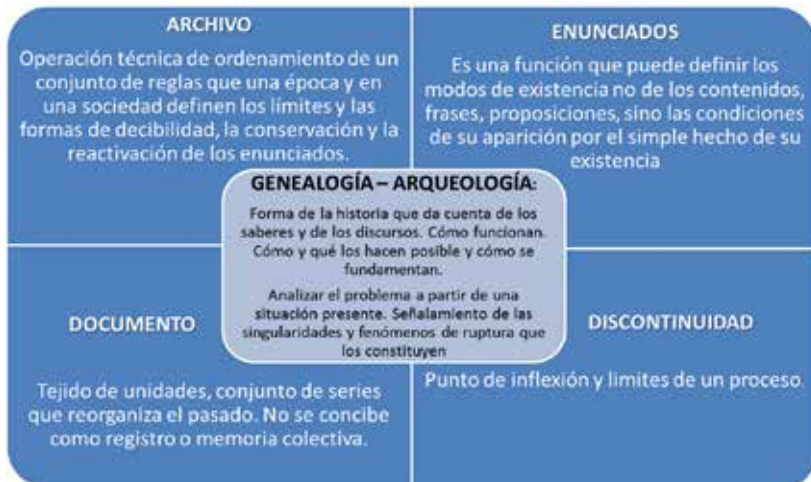 ARCHIVO
Operación técnica de ordenamiento de un
conjunto de reglas que una época y en
una sociedad definen los límites y las
formas de decibilidad, la conservación y la
reactivación de los enunciados.
ENUNCIADOS
Es una función que puede definir los
modos de existencia no de los contenidos,
frases, proposiciones, sino las condiciones
de su aparición por el simple hecho de su
existencia
GENEALOGÍA – ARQUEOLOGÍA:
Forma de la historia que da cuenta de los
saberes y de los discursos. Cómo funcionan.
Cómo y qué los hacen posible y cómo se
fundamentan.
Analizar el problema a partir de una
situación presente. Señalamiento de las
singularidades y fenómenos de ruptura que
los constituyen
DOCUMENTO
Tejido de unidades, conjunto de series
que reorganiza el pasado. No se concibe
como registro o memoria colectiva.
DISCONTINUIDAD
Punto de inflexión y limites de un proceso.